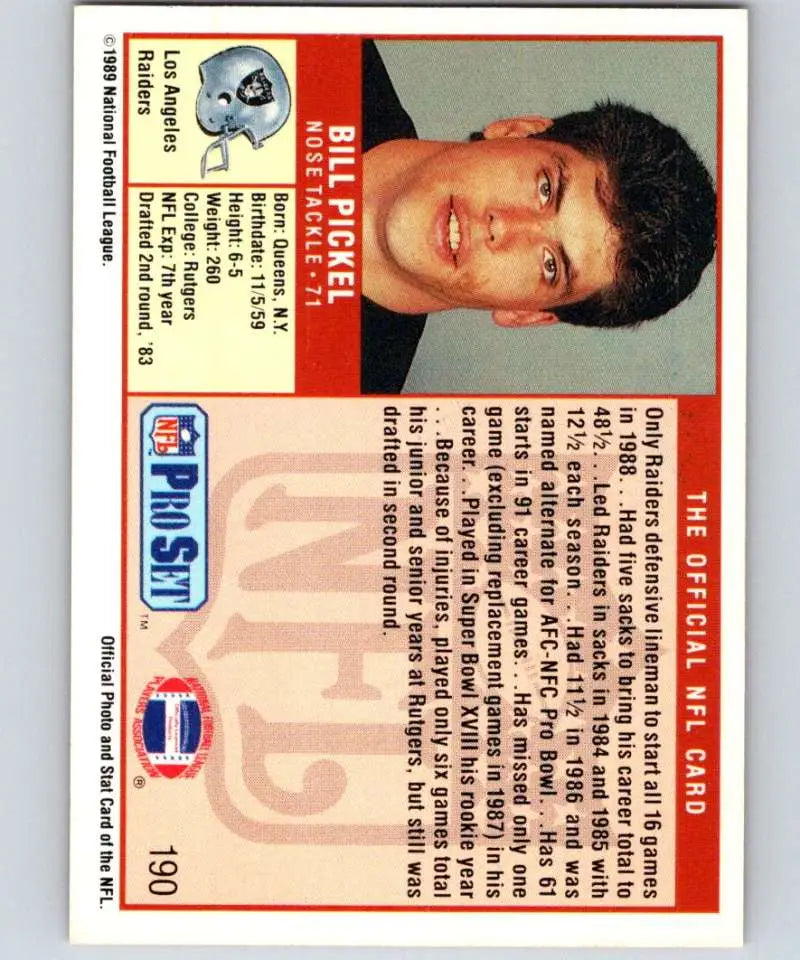 THE OFFICIAL NFL CARD
BILL PICKEL
NOSE TACKLE • 71
Los Angeles
Raiders
Born: Queens, N.Y.
Birthdate: 11/5/59
Height: 6-5
Weight: 260
College: Rutgers
NFL Exp: 7th year
Drafted 2nd round, '83
Only Raiders defensive lineman to start all 16 games
in 1988. . .Had five sacks to bring his career total to
48½. . .Led Raiders in sacks in 1984 and 1985 with
12½ each season. . .Had 11½ in 1986 and was
named alternate for AFC-NFC Pro Bowl. . .Has 61
starts in 91 career games. . .Has missed only one
game (excluding replacement games in 1987) in his
career. . .Played in Super Bowl XVIII his rookie year
. . .Because of injuries, played only six games total
his junior and senior years at Rutgers, but still was
drafted in second round.
NFL
NFL PRO SET ™
NATIONAL FOOTBALL LEAGUE
PLAYERS ASSOCIATION ®
190
©1989 National Football League.
Official Photo and Stat Card of the NFL.